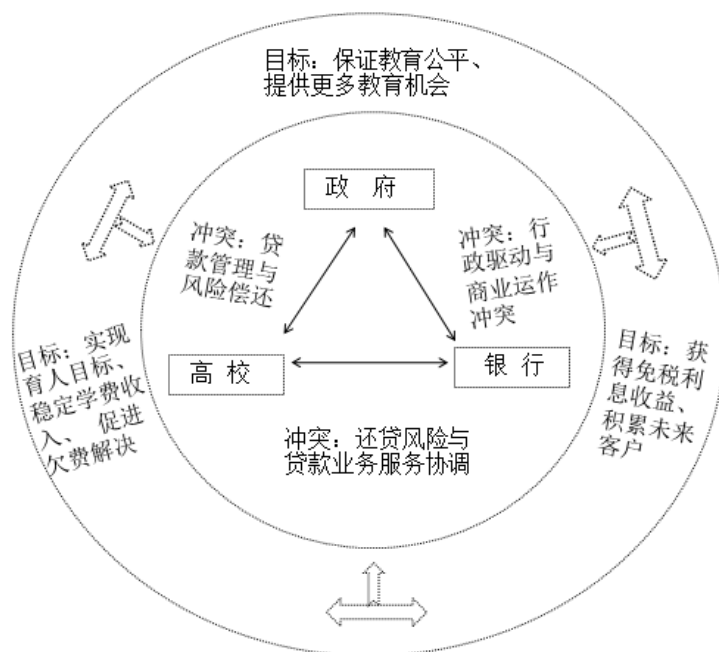 目标：保证教育公平、
提供更多教育机会
政 府
冲突：贷
款管理与
风险偿还
冲突：行
政驱动与
商业运作
冲突
目标：实现
育人目标、
稳定学费收
入、 促进
欠费解决
高 校
银 行
目标：获
得免税利
息收益、
积累未来
客户
冲突：还贷风险与
贷款业务服务协调